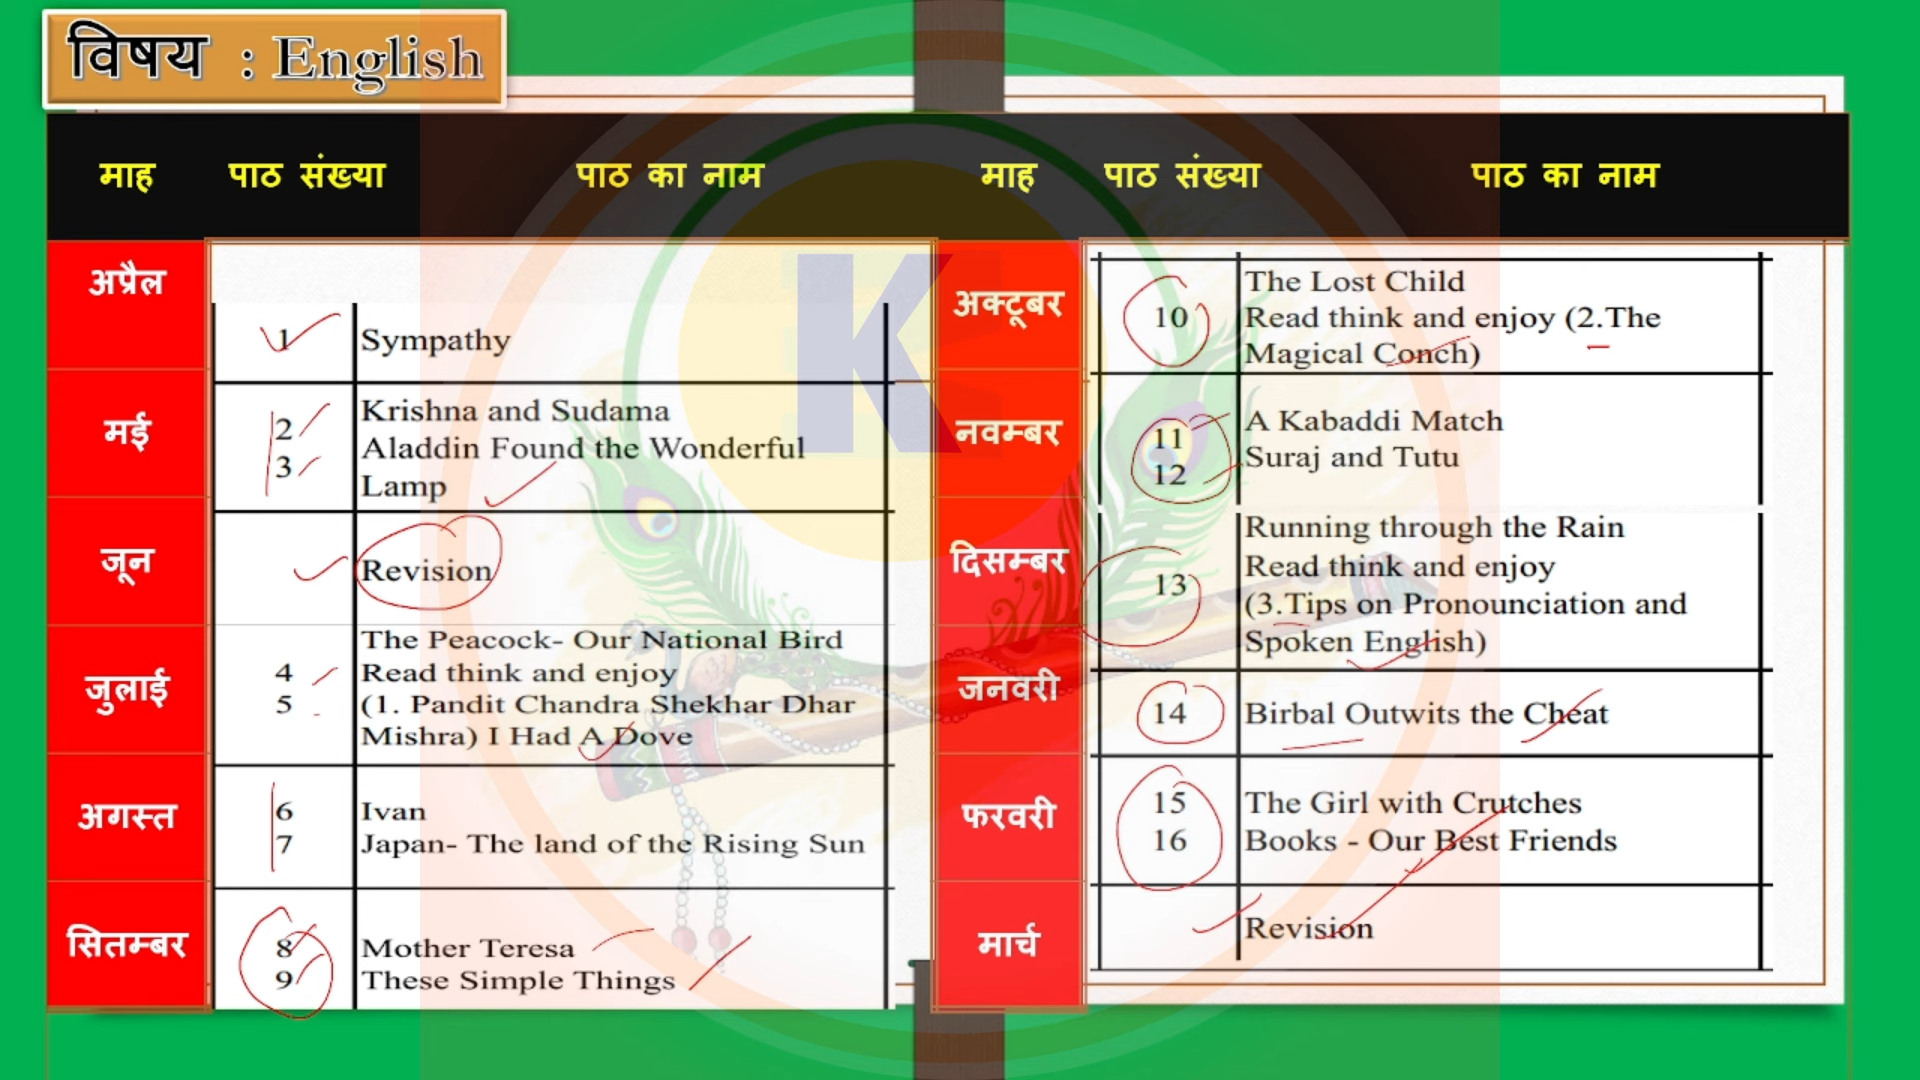 विषय : English
माह पाठ संख्या पाठ का नाम माह पाठ संख्या पाठ का नाम
अप्रैल
1 Sympathy
मई
2 Krishna and Sudama
3 Aladdin Found the Wonderful
Lamp
जून
Revision
जुलाई
The Peacock- Our National Bird
4 Read think and enjoy
5 (1. Pandit Chandra Shekhar Dhar
Mishra) I Had A Dove
अगस्त
6 Ivan
7 Japan- The land of the Rising Sun
सितम्बर
8 Mother Teresa
9 These Simple Things
अक्टूबर
The Lost Child
10 Read think and enjoy (2.The
Magical Conch)
नवम्बर
11 A Kabaddi Match
12 Suraj and Tutu
दिसम्बर
Running through the Rain
13 Read think and enjoy
(3.Tips on Pronounciation and
Spoken English)
जनवरी
14 Birbal Outwits the Cheat
फरवरी
15 The Girl with Crutches
16 Books - Our Best Friends
मार्च
Revision
K